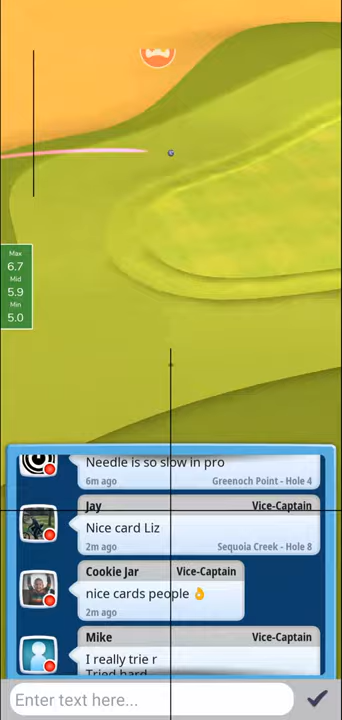 Max
6.7
Mid
5.9
Min
5.0
Needle is so slow in pro
6m ago Greenoch Point - Hole 4
Jay Vice-Captain
Nice card Liz
2m ago Sequoia Creek - Hole 8
Cookie Jar Vice-Captain
nice cards people 👌
2m ago
Mike Vice-Captain
I really trie r
Tried hard
Enter text here...